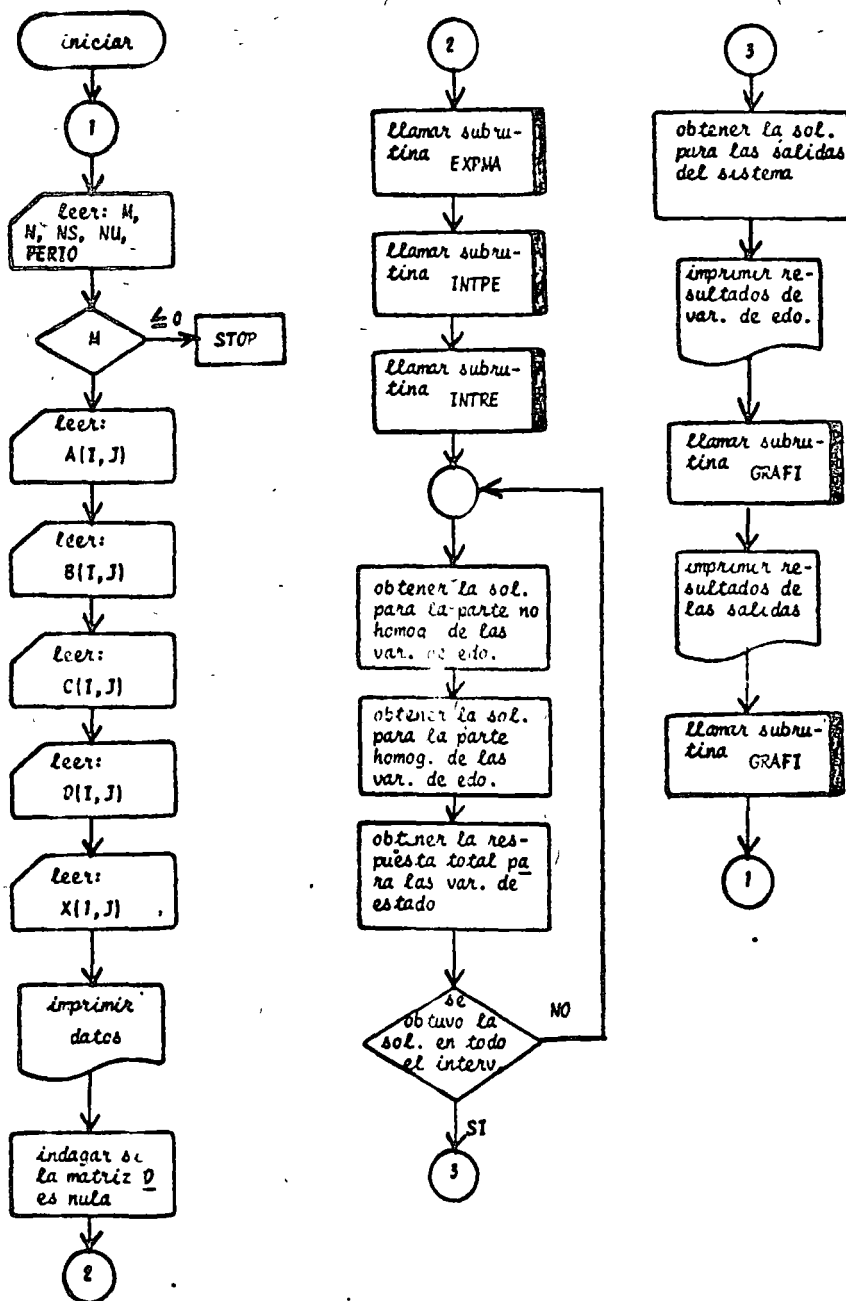 iniciar
1
leer: M,
N, NS, NU,
PERIO
M
≤ 0
STOP
leer:
A(I,J)
leer:
B(I,J)
leer:
C(I,J)
leer:
D(I,J)
leer:
X(I,J)
imprimir
datos
indagar si
la matriz D
es nula
2
2
llamar subru-
tina EXPMA
llamar subru-
tina INTPE
llamar subru-
tina INTRE
obtener la sol.
para la parte no
homog de las
var. de edo.
obtener la sol.
para la parte
homog. de las
var. de edo.
obtener la res-
puesta total pa
ra las var. de
estado
se
obtuvo la
sol. en todo
el interv.
NO
SI
3
3
obtener la sol.
para las salidas
del sistema
imprimir re-
sultados de
var. de edo.
llamar subru-
tina GRAFI
imprimir re-
sultados de
las salidas
llamar subru-
tina GRAFI
1